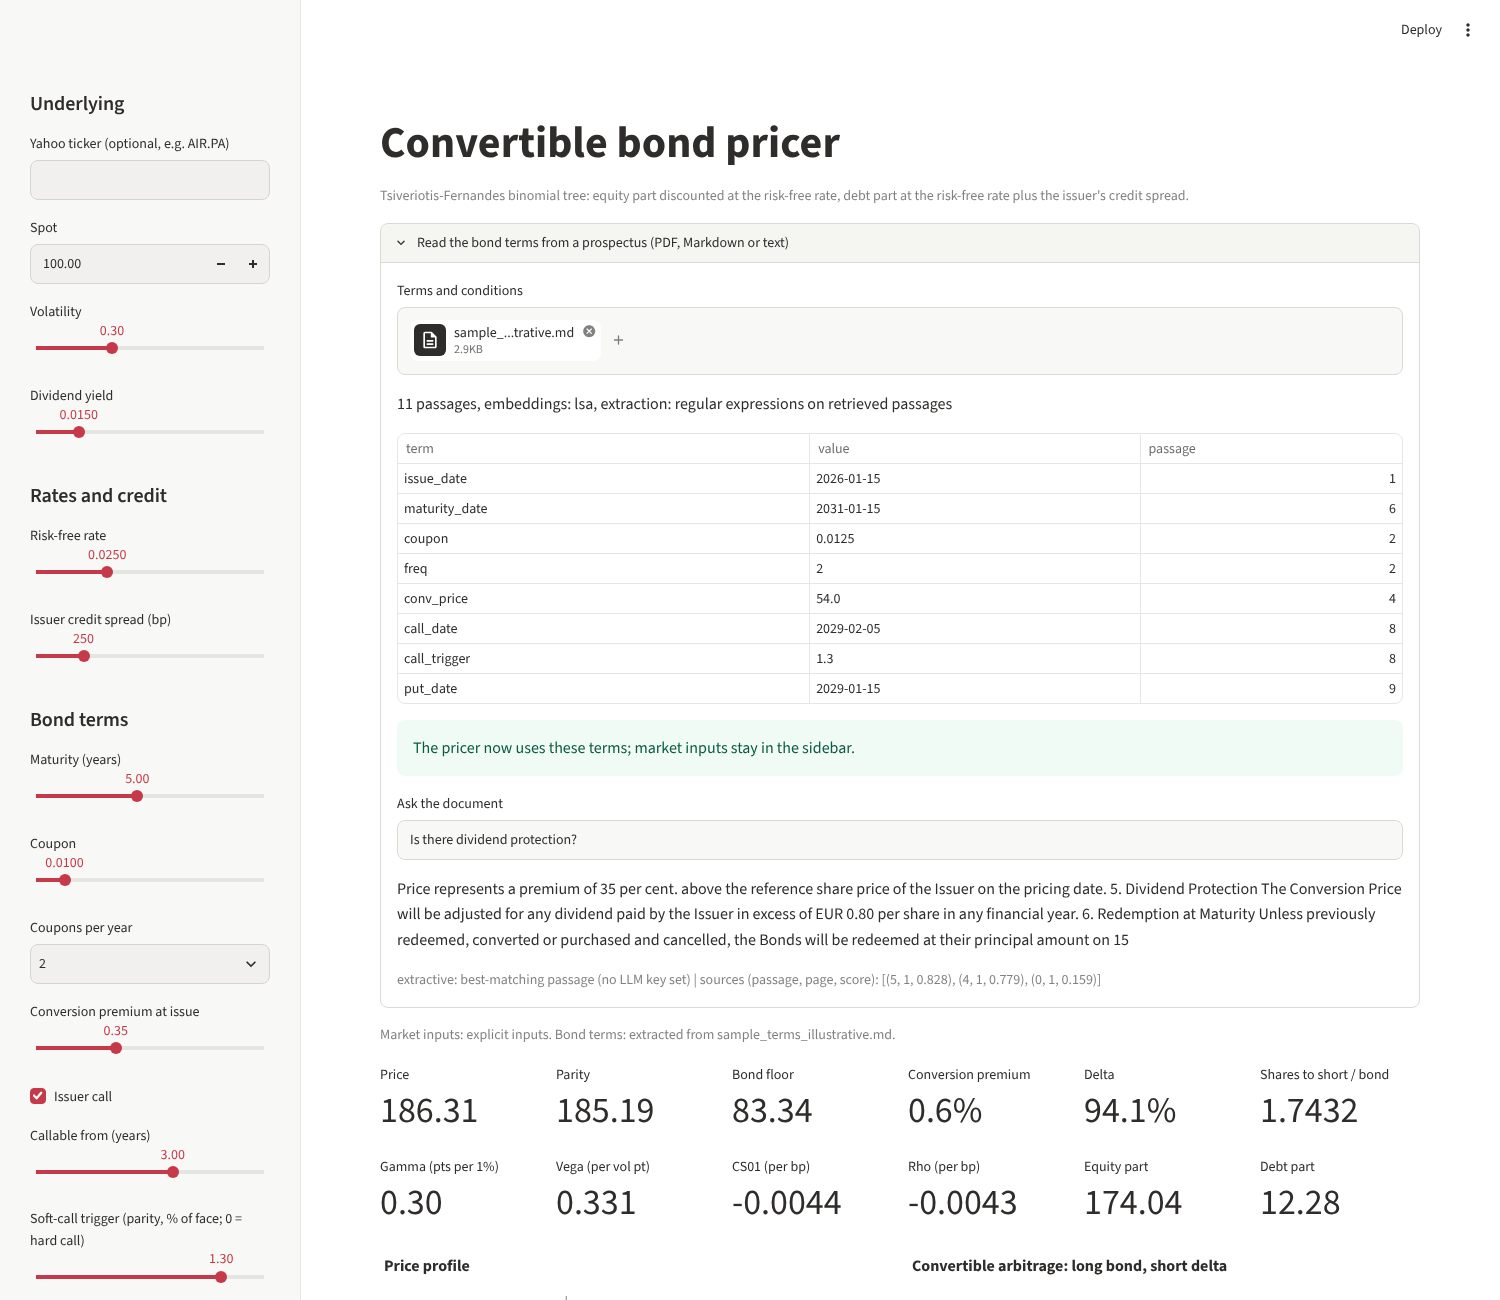 Deploy
Underlying
Yahoo ticker (optional, e.g. AIR.PA)
Spot
100.00
Volatility
0.30
Dividend yield
0.0150
Rates and credit
Risk-free rate
0.0250
Issuer credit spread (bp)
250
Bond terms
Maturity (years)
5.00
Coupon
0.0100
Coupons per year
2
Conversion premium at issue
0.35
Issuer call
Callable from (years)
3.00
Soft-call trigger (parity, % of face; 0 =
hard call)
1.30
Convertible bond pricer
Tsiveriotis-Fernandes binomial tree: equity part discounted at the risk-free rate, debt part at the risk-free rate plus the issuer's credit spread.
Read the bond terms from a prospectus (PDF, Markdown or text)
Terms and conditions
sample_...trative.md
2.9KB
11 passages, embeddings: lsa, extraction: regular expressions on retrieved passages
term value passage
issue_date 2026-01-15 1
maturity_date 2031-01-15 6
coupon 0.0125 2
freq 2 2
conv_price 54.0 4
call_date 2029-02-05 8
call_trigger 1.3 8
put_date 2029-01-15 9
The pricer now uses these terms; market inputs stay in the sidebar.
Ask the document
Is there dividend protection?
Price represents a premium of 35 per cent. above the reference share price of the Issuer on the pricing date. 5. Dividend Protection The Conversion Price
will be adjusted for any dividend paid by the Issuer in excess of EUR 0.80 per share in any financial year. 6. Redemption at Maturity Unless previously
redeemed, converted or purchased and cancelled, the Bonds will be redeemed at their principal amount on 15
extractive: best-matching passage (no LLM key set) | sources (passage, page, score): [(5, 1, 0.828), (4, 1, 0.779), (0, 1, 0.159)]
Market inputs: explicit inputs. Bond terms: extracted from sample_terms_illustrative.md.
Price Parity Bond floor Conversion premium Delta Shares to short / bond
186.31 185.19 83.34 0.6% 94.1% 1.7432
Gamma (pts per 1%) Vega (per vol pt) CS01 (per bp) Rho (per bp) Equity part Debt part
0.30 0.331 -0.0044 -0.0043 174.04 12.28
Price profile Convertible arbitrage: long bond, short delta